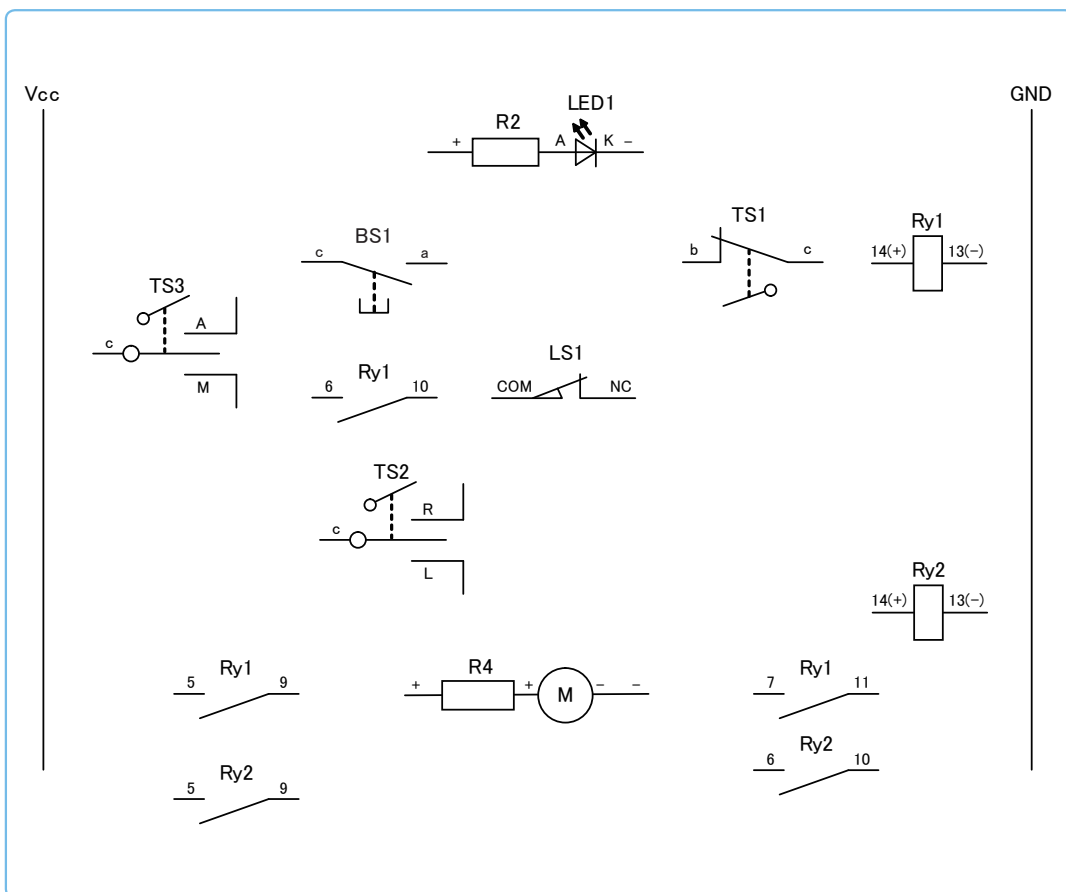 Vcc
GND
LED1
R2
+ A K −
TS1
Ry1
BS1
c a
b c
14(+) 13(−)
TS3
A
c
M
LS1
Ry1
6 10
COM NC
TS2
R
c
L
Ry2
14(+) 13(−)
Ry1
5 9
R4
+ + M − −
Ry1
7 11
Ry2
6 10
Ry2
5 9